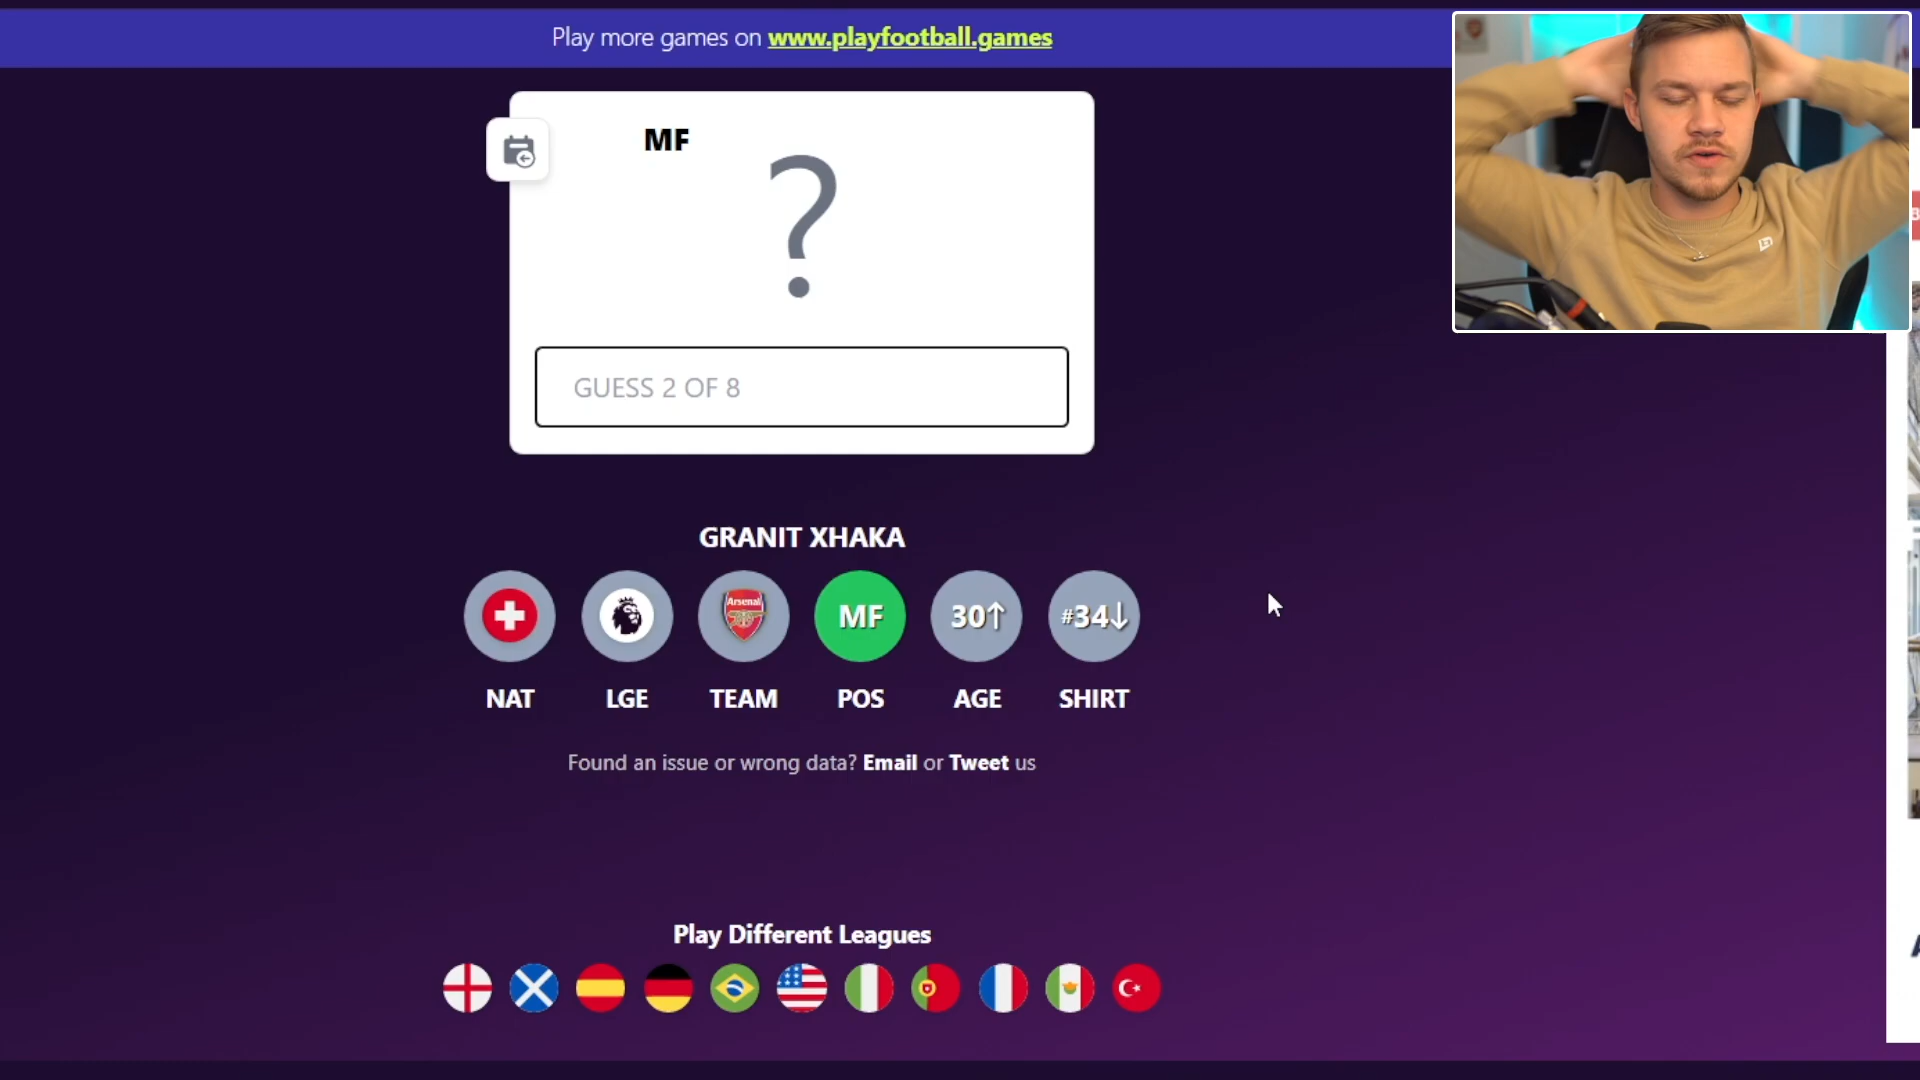 Play more games on www.playfootball.games
MF
?
GUESS 2 OF 8
GRANIT XHAKA
Arsenal
MF
30↑
#34↓
NAT
LGE
TEAM
POS
AGE
SHIRT
Found an issue or wrong data? Email or Tweet us
Play Different Leagues